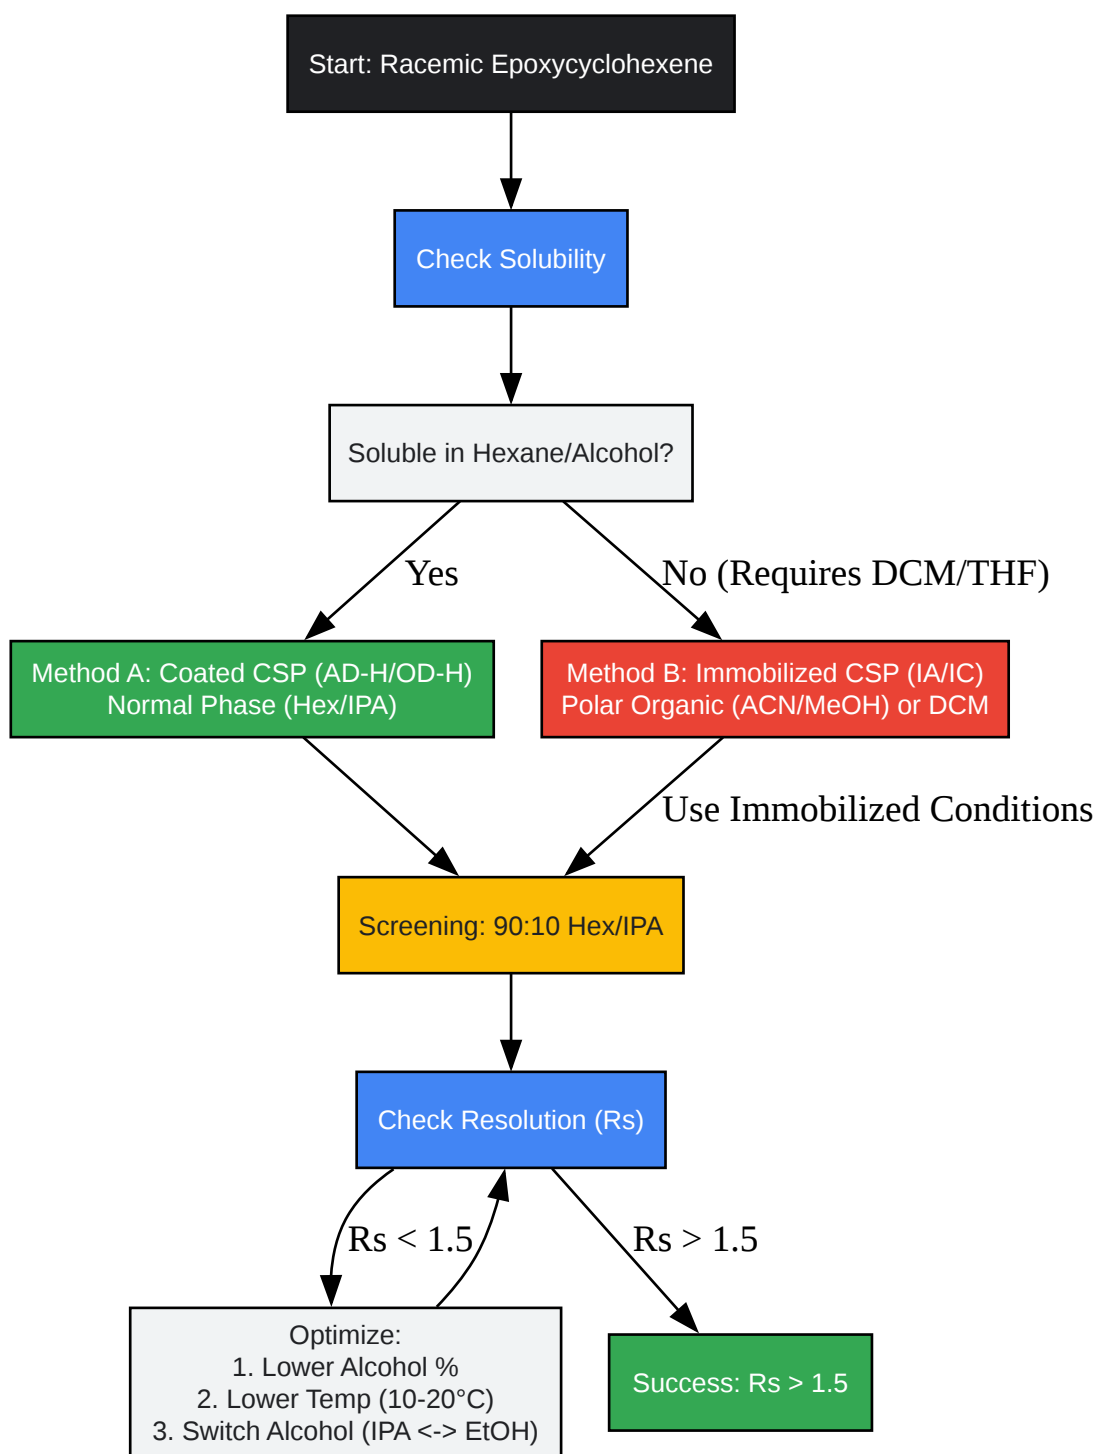 Start: Racemic Epoxycyclohexene
Check Solubility
Soluble in Hexane/Alcohol?
Yes
No (Requires DCM/THF)
Method A: Coated CSP (AD-H/OD-H)
Normal Phase (Hex/IPA)
Method B: Immobilized CSP (IA/IC)
Polar Organic (ACN/MeOH) or DCM
Use Immobilized Conditions
Screening: 90:10 Hex/IPA
Check Resolution (Rs)
Rs < 1.5
Rs > 1.5
Optimize:
1. Lower Alcohol %
2. Lower Temp (10-20°C)
3. Switch Alcohol (IPA <-> EtOH)
Success: Rs > 1.5